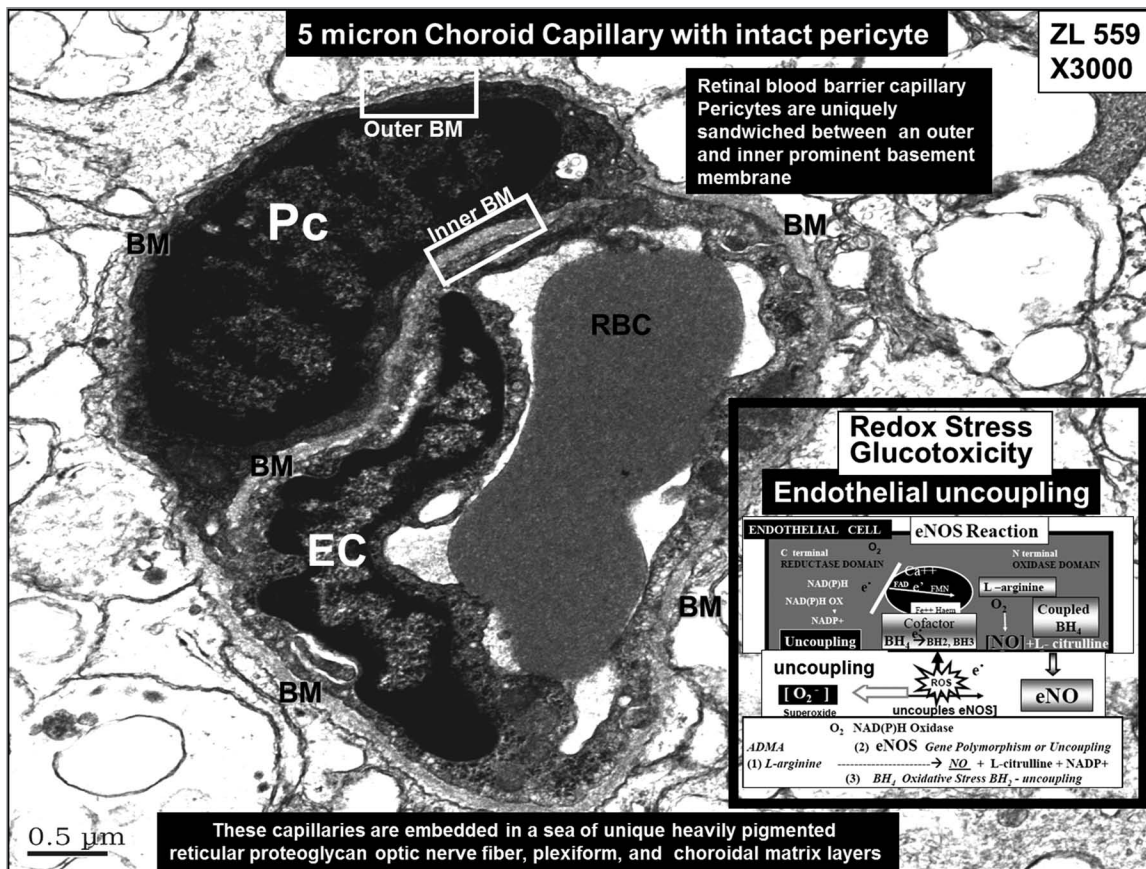 5 micron Choroid Capillary with intact pericyte
ZL 559
X3000
Retinal blood barrier capillary
Pericytes are uniquely
sandwiched between an outer
and inner prominent basement
membrane
Outer BM
Pc
Inner BM
BM
BM
RBC
BM
EC
BM
BM
Redox Stress
Glucotoxicity
Endothelial uncoupling
ENDOTHELIAL CELL
eNOS Reaction
C terminal
REDUCTASE DOMAIN
O2
N terminal
OXIDASE DOMAIN
Ca++
NAD(P)H
e•
FAD e• FMN
L –arginine
NAD(P)H OX
NADP+
Fe++ Haem
O2
Coupled
BH4
Cofactor
e•
BH4 → BH2, BH3
Uncoupling
[NO]
+L- citrulline
uncoupling
[ O2⁻ ]
Superoxide
ROS
e•
uncouples eNOS]
eNO
O2 NAD(P)H Oxidase
ADMA (2) eNOS Gene Polymorphism or Uncoupling
(1) L-arginine ----------------------→ NO + L-citrulline + NADP+
(3) BH4 Oxidative Stress BH2 - uncoupling
0.5 µm
These capillaries are embedded in a sea of unique heavily pigmented
reticular proteoglycan optic nerve fiber, plexiform, and choroidal matrix layers